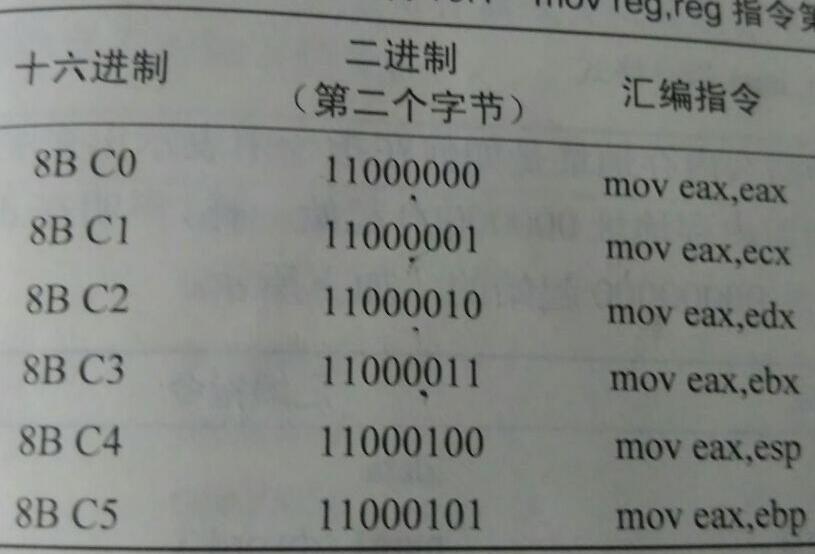 mov reg,reg 指令第
十六进制 二进制 汇编指令
（第二个字节）
8B C0 11000000 mov eax,eax
8B C1 11000001 mov eax,ecx
8B C2 11000010 mov eax,edx
8B C3 11000011 mov eax,ebx
8B C4 11000100 mov eax,esp
8B C5 11000101 mov eax,ebp